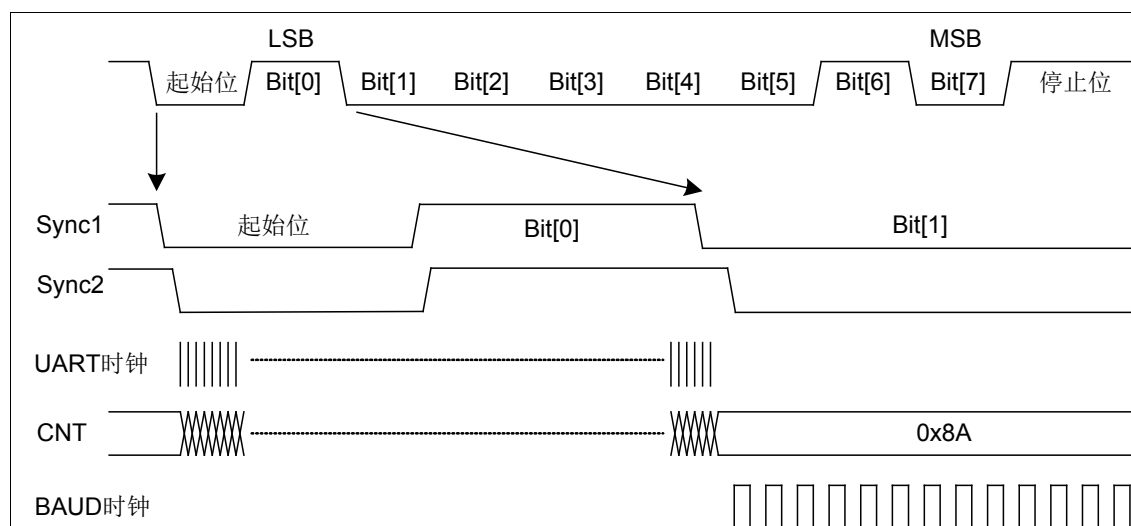 LSB MSB
起始位 Bit[0] Bit[1] Bit[2] Bit[3] Bit[4] Bit[5] Bit[6] Bit[7] 停止位
Sync1 起始位 Bit[0] Bit[1]
Sync2
UART时钟
CNT 0x8A
BAUD时钟